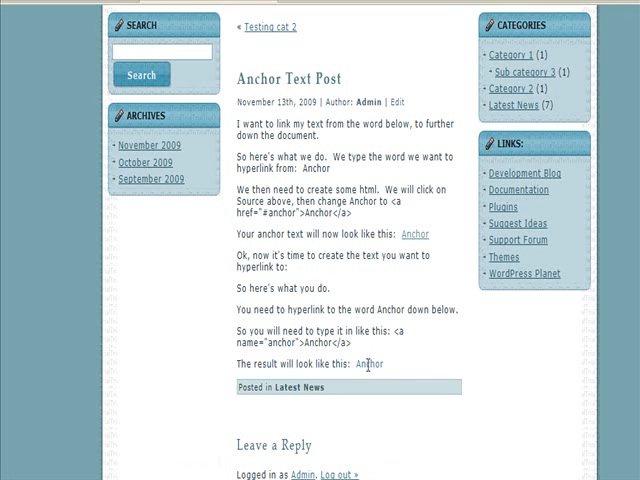 SEARCH
Search
ARCHIVES
November 2009
October 2009
September 2009
« Testing cat 2
Anchor Text Post
November 13th, 2009 | Author: Admin | Edit
I want to link my text from the word below, to further
down the document.
So here's what we do.  We type the word we want to
hyperlink from:  Anchor
We then need to create some html.  We will click on
Source above, then change Anchor to <a
href="#anchor">Anchor</a>
Your anchor text will now look like this:  Anchor
Ok, now it's time to create the text you want to
hyperlink to:
So here's what you do.
You need to hyperlink to the word Anchor down below.
So you will need to type it in like this: <a
name="anchor">Anchor</a>
The result will look like this:  Anchor
Posted in Latest News
Leave a Reply
Logged in as Admin. Log out »
CATEGORIES
Category 1 (1)
Sub category 3 (1)
Category 2 (1)
Latest News (7)
LINKS:
Development Blog
Documentation
Plugins
Suggest Ideas
Support Forum
Themes
WordPress Planet